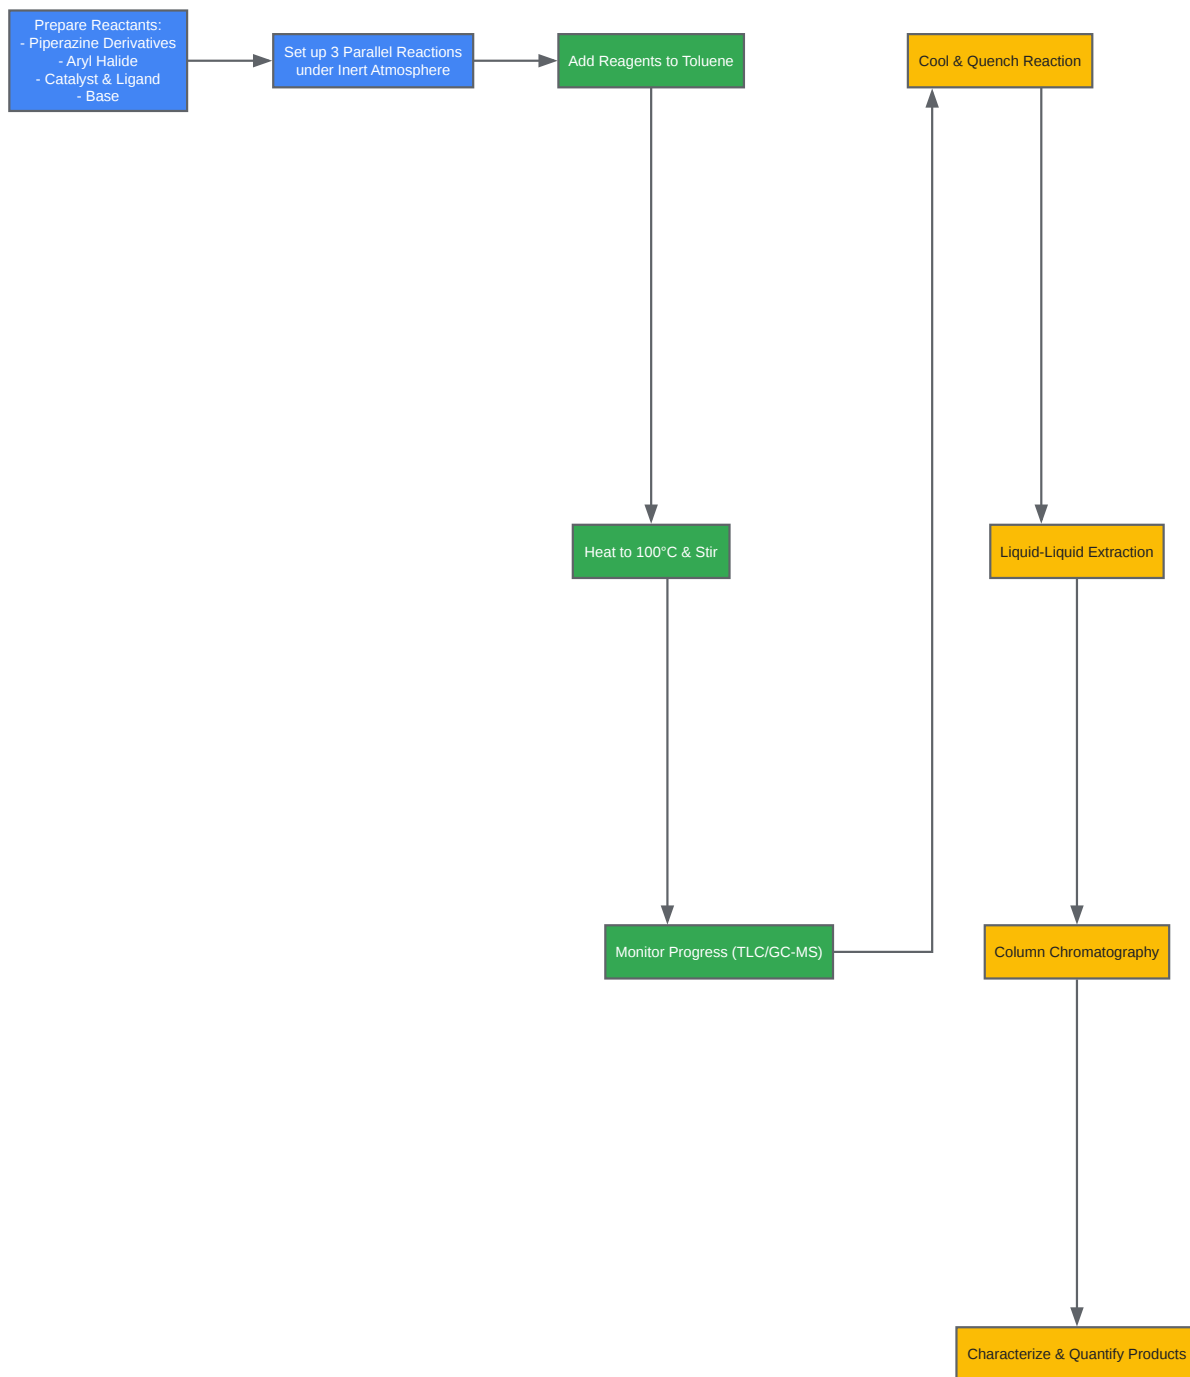 Prepare Reactants:
- Piperazine Derivatives
- Aryl Halide
- Catalyst & Ligand
- Base
Set up 3 Parallel Reactions
under Inert Atmosphere
Add Reagents to Toluene
Heat to 100°C & Stir
Monitor Progress (TLC/GC-MS)
Cool & Quench Reaction
Liquid-Liquid Extraction
Column Chromatography
Characterize & Quantify Products